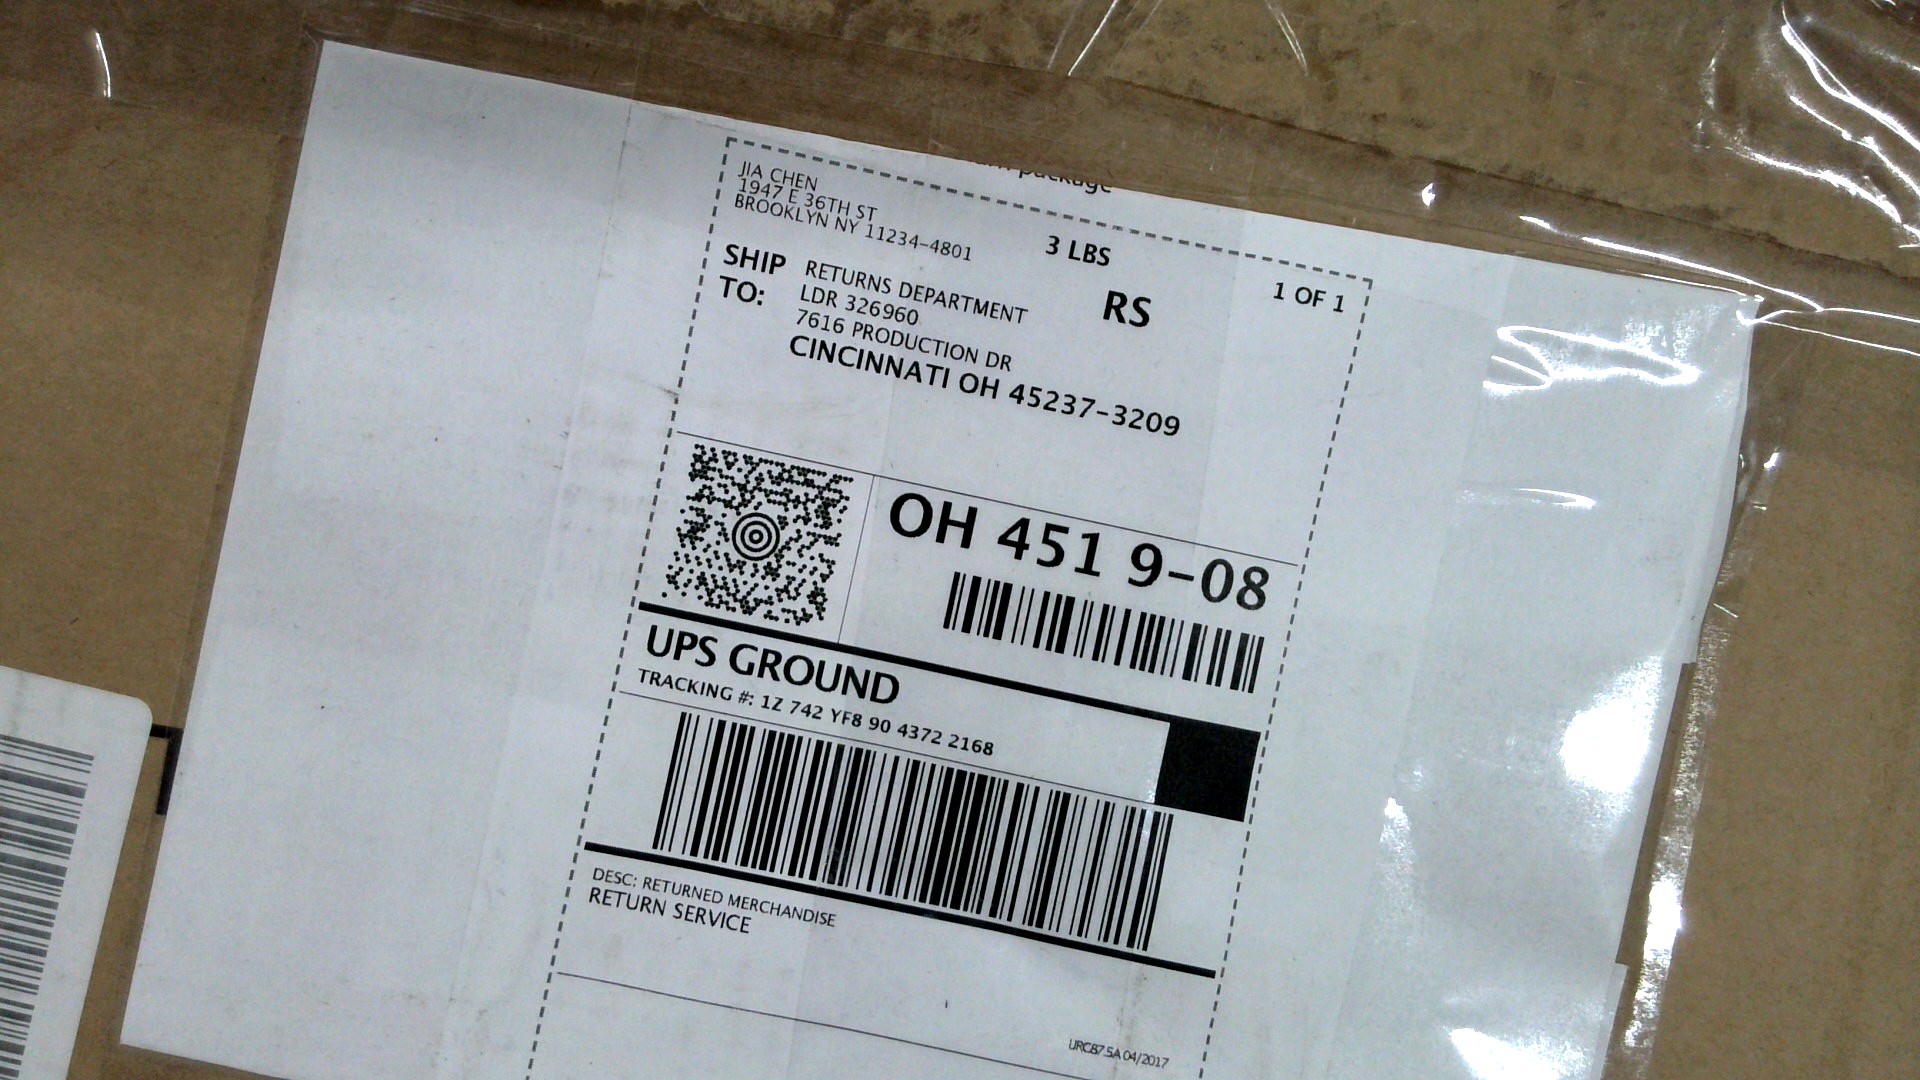 package
JIA CHEN
1947 E 36TH ST
BROOKLYN NY 11234-4801
3 LBS
1 OF 1
SHIP TO:
RETURNS DEPARTMENT
LDR 326960
7616 PRODUCTION DR
CINCINNATI OH 45237-3209
RS
OH 451 9-08
UPS GROUND
TRACKING #: 1Z 742 YF8 90 4372 2168
DESC: RETURNED MERCHANDISE
RETURN SERVICE
URC87.5A 04/2017